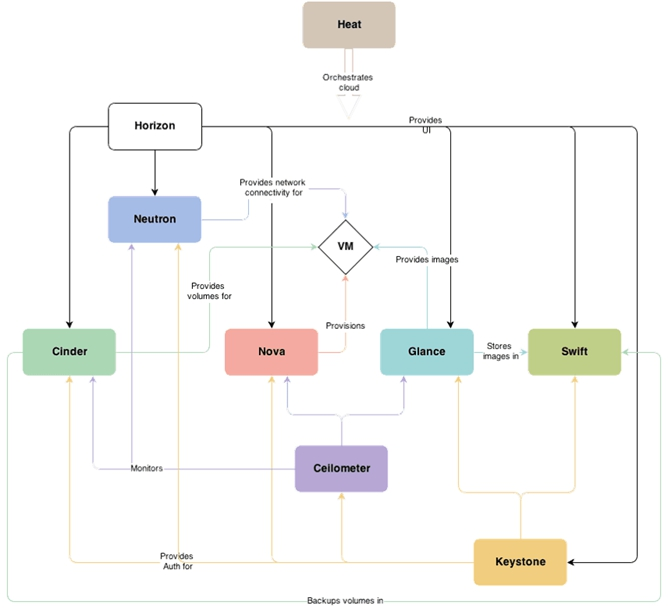 Heat
Orchestrates
cloud
Horizon
Provides
UI
Provides network
connectivity for
Neutron
VM
Provides images
Provides
volumes for
Provisions
Cinder
Nova
Glance
Stores
images in
Swift
Ceilometer
Monitors
Provides
Auth for
Keystone
Backups volumes in